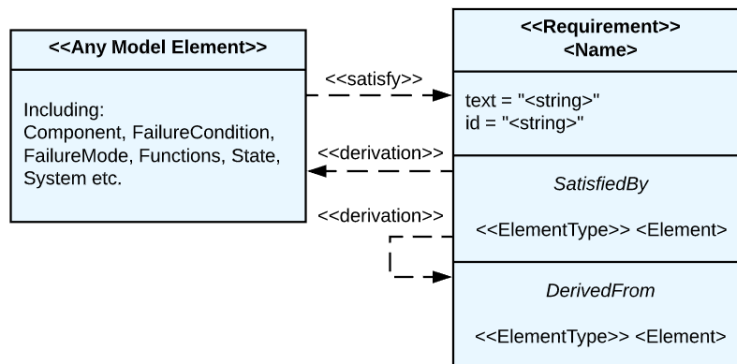 <<Any Model Element>>
Including:
Component, FailureCondition,
FailureMode, Functions, State,
System etc.
<<satisfy>>
<<derivation>>
<<derivation>>
<<Requirement>>
<Name>
text = "<string>"
id = "<string>"
SatisfiedBy
<<ElementType>> <Element>
DerivedFrom
<<ElementType>> <Element>